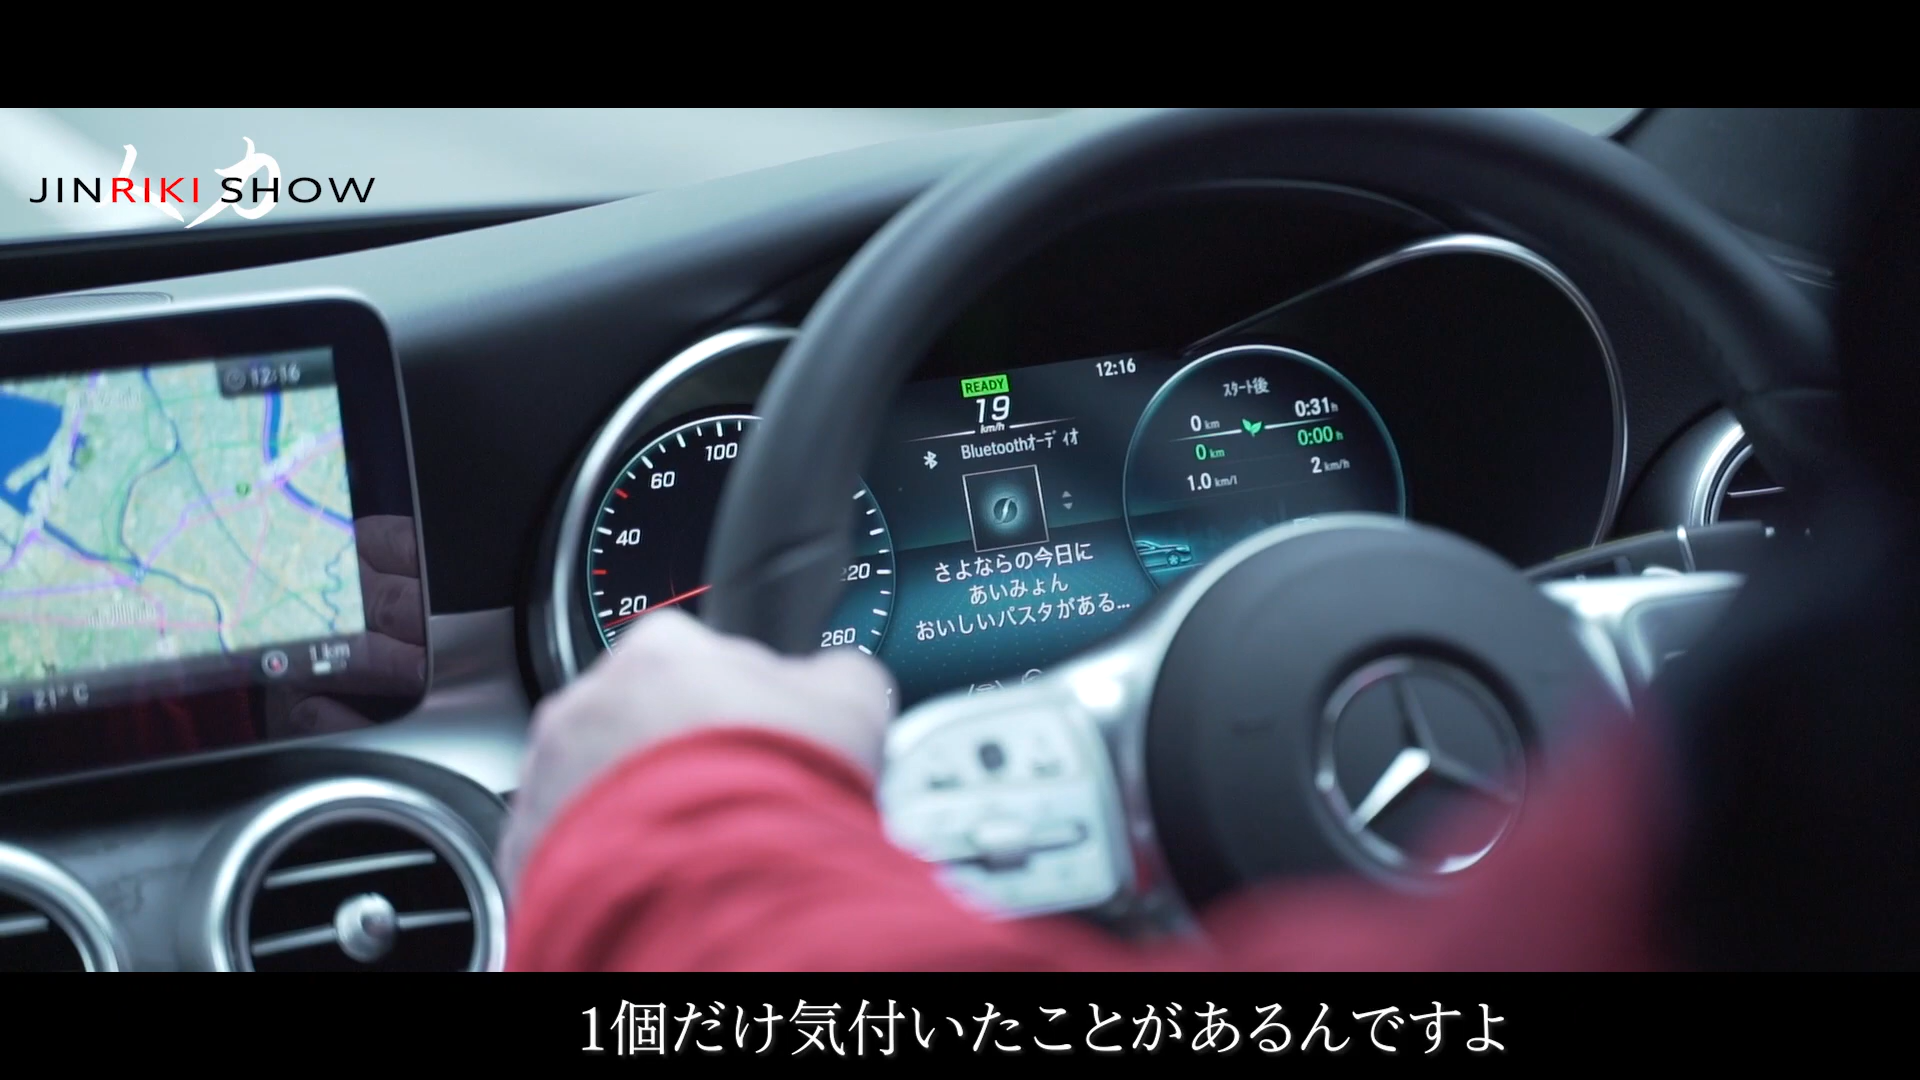 人力
JINRIKI SHOW
12:16
1 km
21°C
20
40
60
100
220
260
READY
12:16
19
km/h
Bluetoothオーディオ
さよならの今日に
あいみょん
おいしいパスタがある...
スタート後
0 km 0:31 h
0 km 0:00 h
1.0 km/l 2 km/h
1個だけ気付いたことがあるんですよ